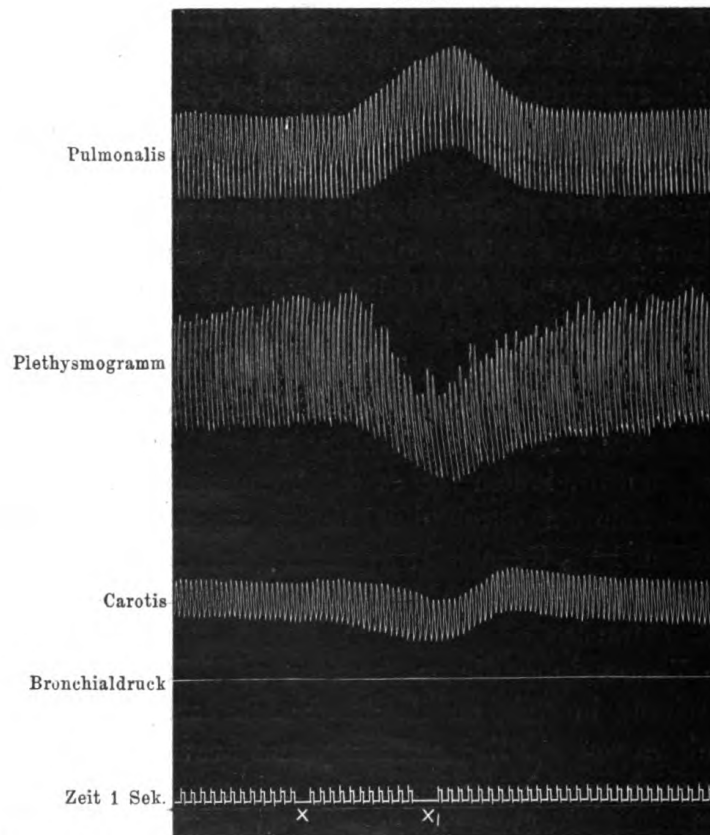 Pulmonalis
Plethysmogramm
Carotis
Bronchialdruck
Zeit 1 Sek.
× ×₁